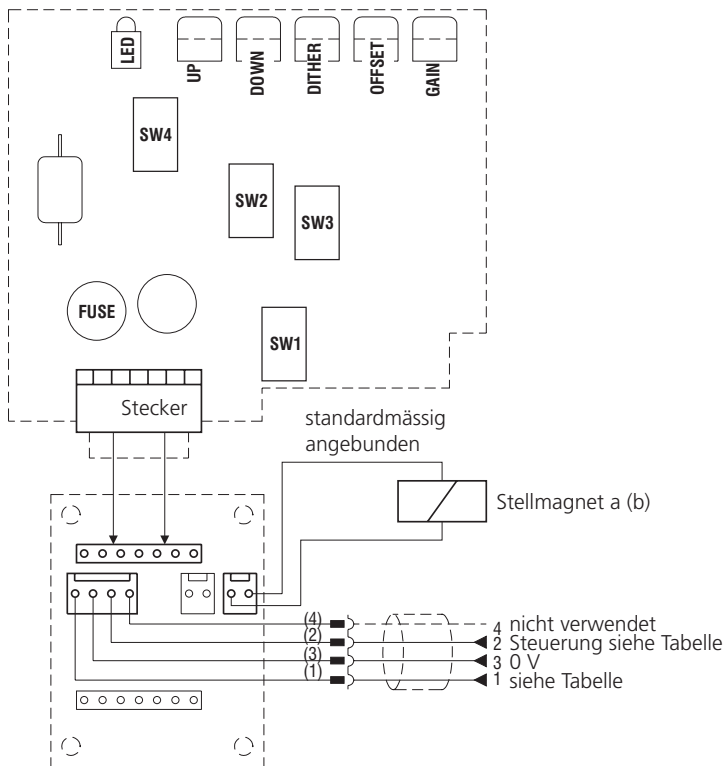 LED
UP
DOWN
DITHER
OFFSET
GAIN
SW4
SW2
SW3
FUSE
SW1
Stecker
standardmässig
angebunden
Stellmagnet a (b)
(4)
4 nicht verwendet
(2)
2 Steuerung siehe Tabelle
(3)
3 0 V
(1)
1 siehe Tabelle